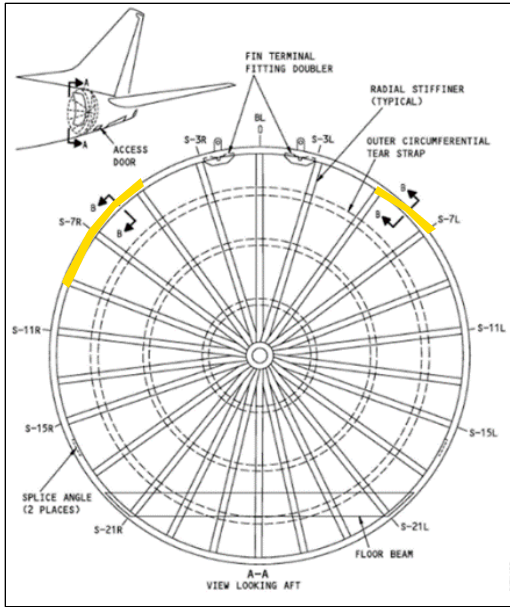 A
A
ACCESS
DOOR
FIN TERMINAL
FITTING DOUBLER
RADIAL STIFFINER
(TYPICAL)
OUTER CIRCUMFERENTIAL
TEAR STRAP
BL
0
S-3R
S-3L
B
B
S-7R
B
B
S-7L
S-11R
S-11L
S-15R
S-15L
SPLICE ANGLE
(2 PLACES)
S-21R
S-21L
FLOOR BEAM
A-A
VIEW LOOKING AFT